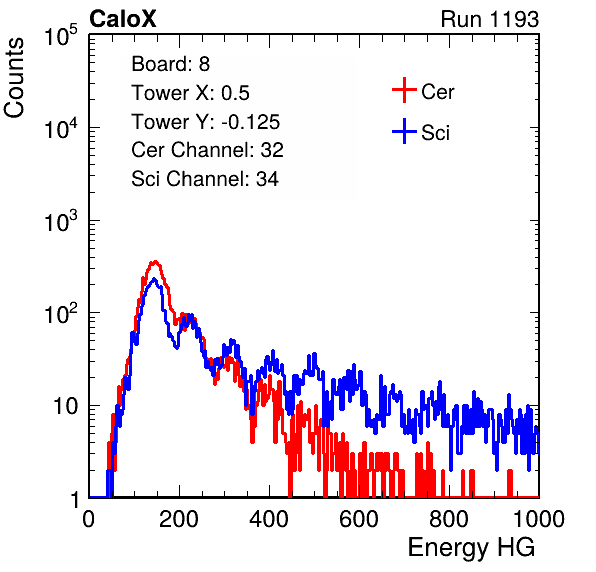 CaloX Run 1193
Counts
Board: 8
Tower X: 0.5
Tower Y: -0.125
Cer Channel: 32
Sci Channel: 34
Cer
Sci
10^5
10^4
10^3
10^2
10
1
0 200 400 600 800 1000
Energy HG